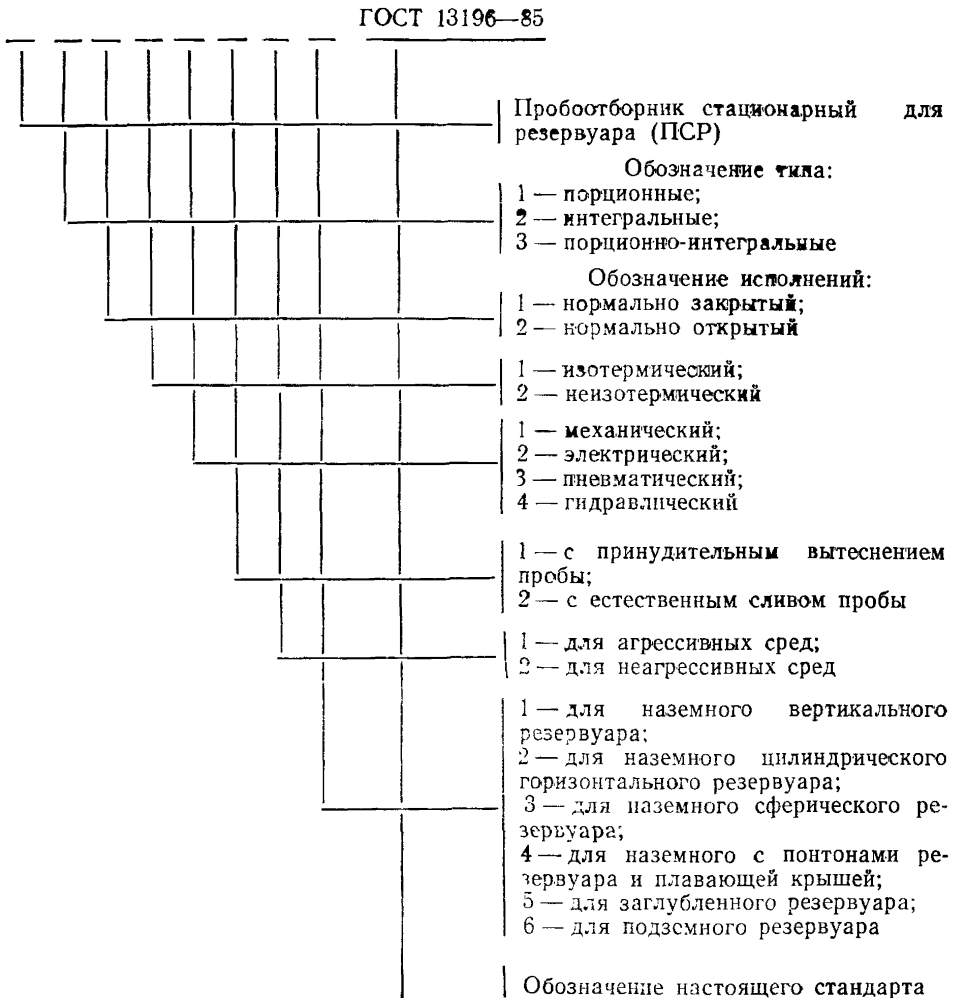 ГОСТ 13196—85
Пробоотборник стационарный для
резервуара (ПСР)
Обозначение типа:
1 — порционные;
2 — интегральные;
3 — порционно-интегральные
Обозначение исполнений:
1 — нормально закрытый;
2 — нормально открытый
1 — изотермический;
2 — неизотермический
1 — механический;
2 — электрический;
3 — пневматический;
4 — гидравлический
1 — с принудительным вытеснением
пробы;
2 — с естественным сливом пробы
1 — для агрессивных сред;
2 — для неагрессивных сред
1 — для наземного вертикального
резервуара;
2 — для наземного цилиндрического
горизонтального резервуара;
3 — для наземного сферического ре-
зервуара;
4 — для наземного с понтонами ре-
зервуара и плавающей крышей;
5 — для заглубленного резервуара;
6 — для подземного резервуара
Обозначение настоящего стандарта